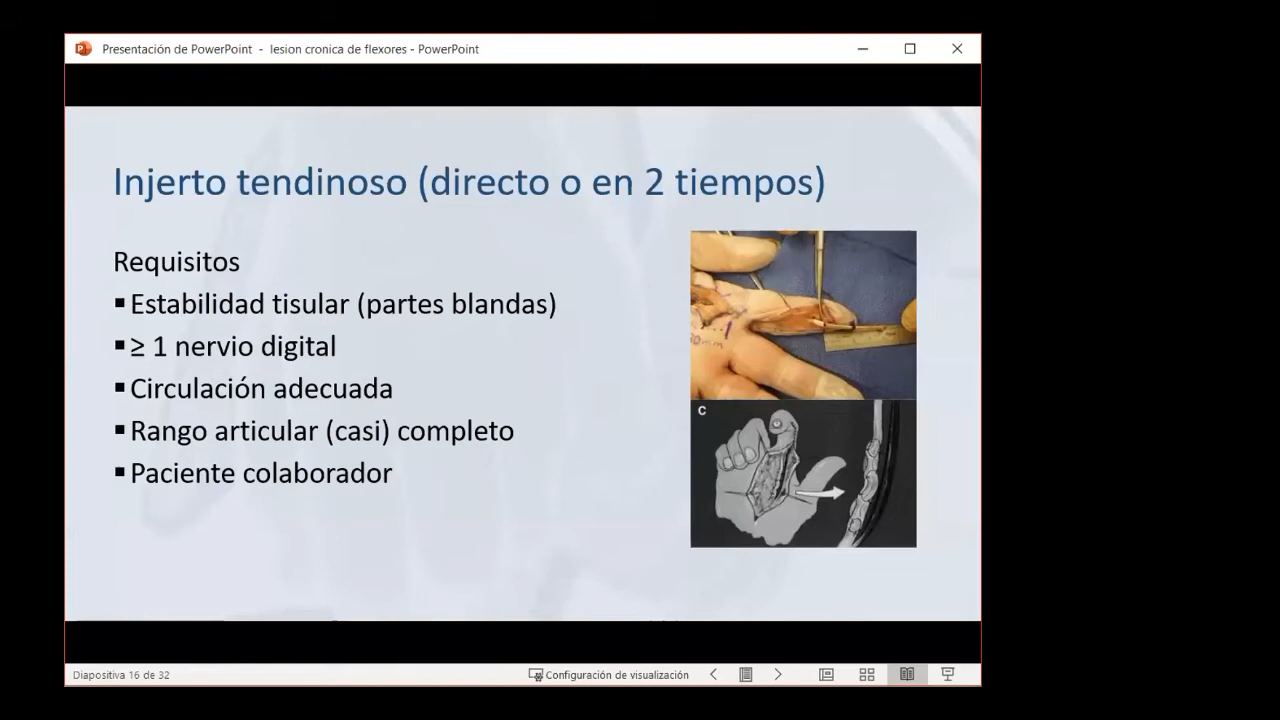 Presentación de PowerPoint - lesion cronica de flexores - PowerPoint
Injerto tendinoso (directo o en 2 tiempos)
Requisitos
▪Estabilidad tisular (partes blandas)
▪≥ 1 nervio digital
▪Circulación adecuada
▪Rango articular (casi) completo
▪Paciente colaborador
C
Diapositiva 16 de 32
Configuración de visualización